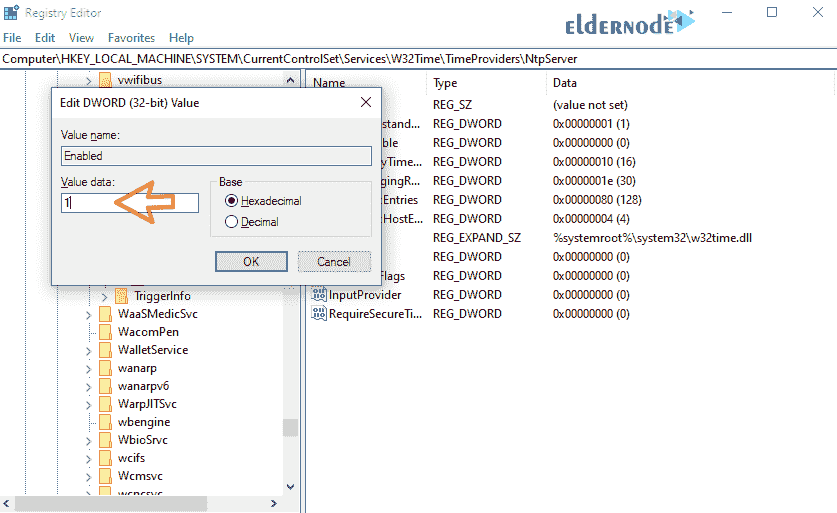 Registry Editor
ELDERNODE
File Edit View Favorites Help
Computer\HKEY_LOCAL_MACHINE\SYSTEM\CurrentControlSet\Services\W32Time\TimeProviders\NtpServer
vwifibus
Edit DWORD (32-bit) Value
Value name:
Enabled
Value data:
1
Base
Hexadecimal
Decimal
OK Cancel
TriggerInfo
WaaSMedicSvc
WacomPen
WalletService
wanarp
wanarpv6
WarpJITSvc
wbengine
WbioSrvc
wcifs
Wcmsvc
wcncsvc
Name Type Data
REG_SZ (value not set)
stand... REG_DWORD 0x00000001 (1)
ble REG_DWORD 0x00000000 (0)
yTime... REG_DWORD 0x00000010 (16)
gingR... REG_DWORD 0x0000001e (30)
Entries REG_DWORD 0x00000080 (128)
tHostE... REG_DWORD 0x00000004 (4)
REG_EXPAND_SZ %systemroot%\system32\w32time.dll
REG_DWORD 0x00000000 (0)
Flags REG_DWORD 0x00000000 (0)
InputProvider REG_DWORD 0x00000000 (0)
RequireSecureTi... REG_DWORD 0x00000000 (0)